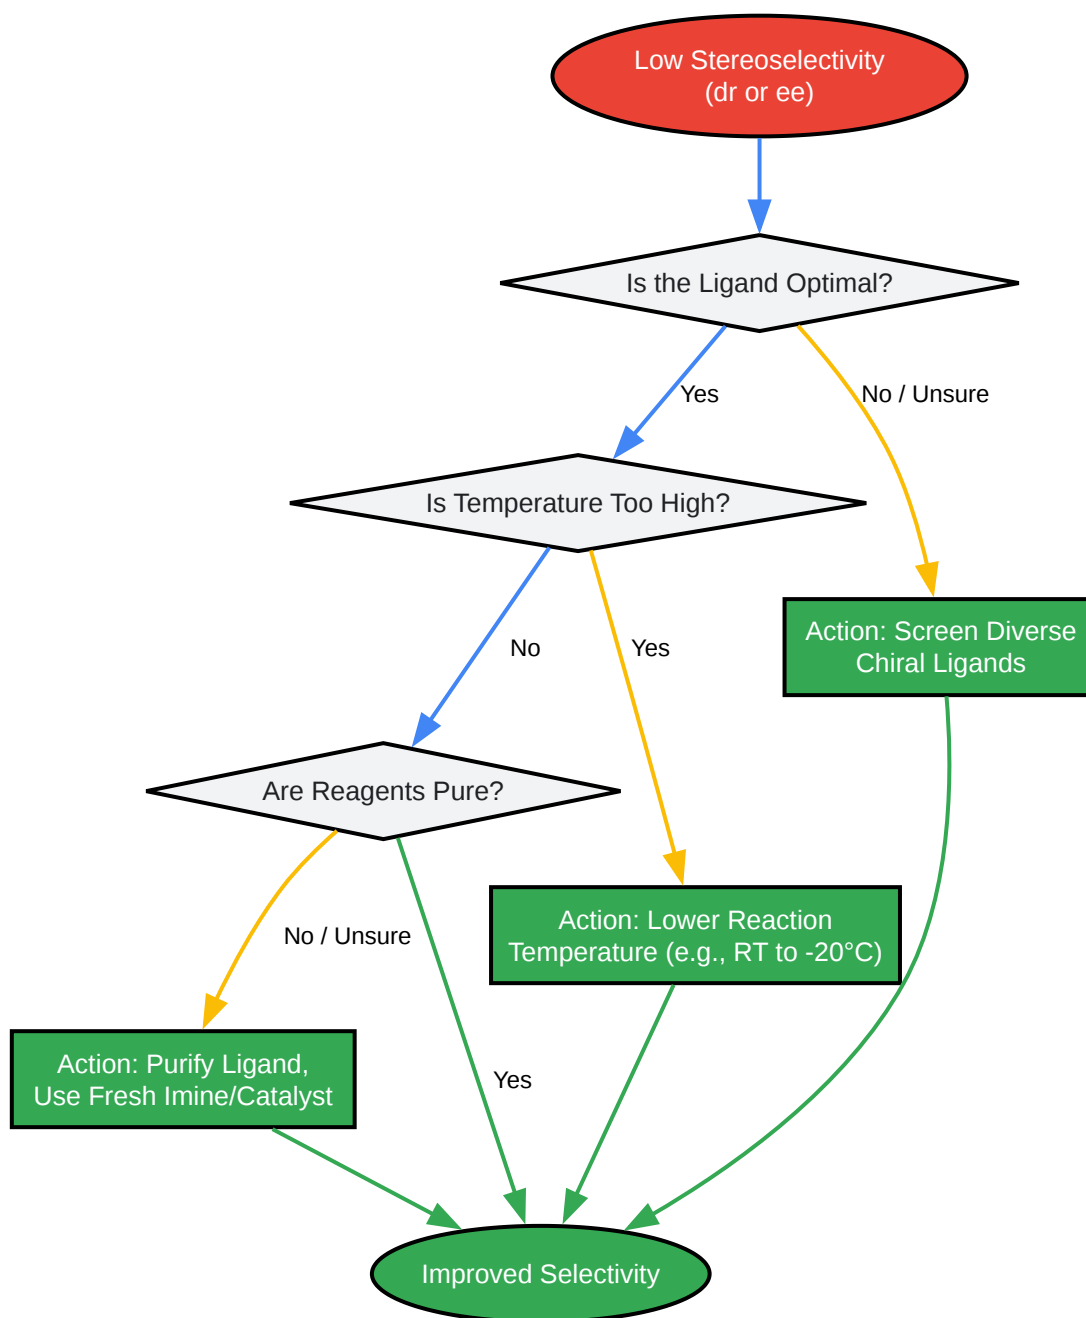 Low Stereoselectivity
(dr or ee)
Is the Ligand Optimal?
Yes
No / Unsure
Is Temperature Too High?
Action: Screen Diverse
Chiral Ligands
No
Yes
Are Reagents Pure?
Action: Lower Reaction
Temperature (e.g., RT to -20°C)
No / Unsure
Action: Purify Ligand,
Use Fresh Imine/Catalyst
Yes
Improved Selectivity